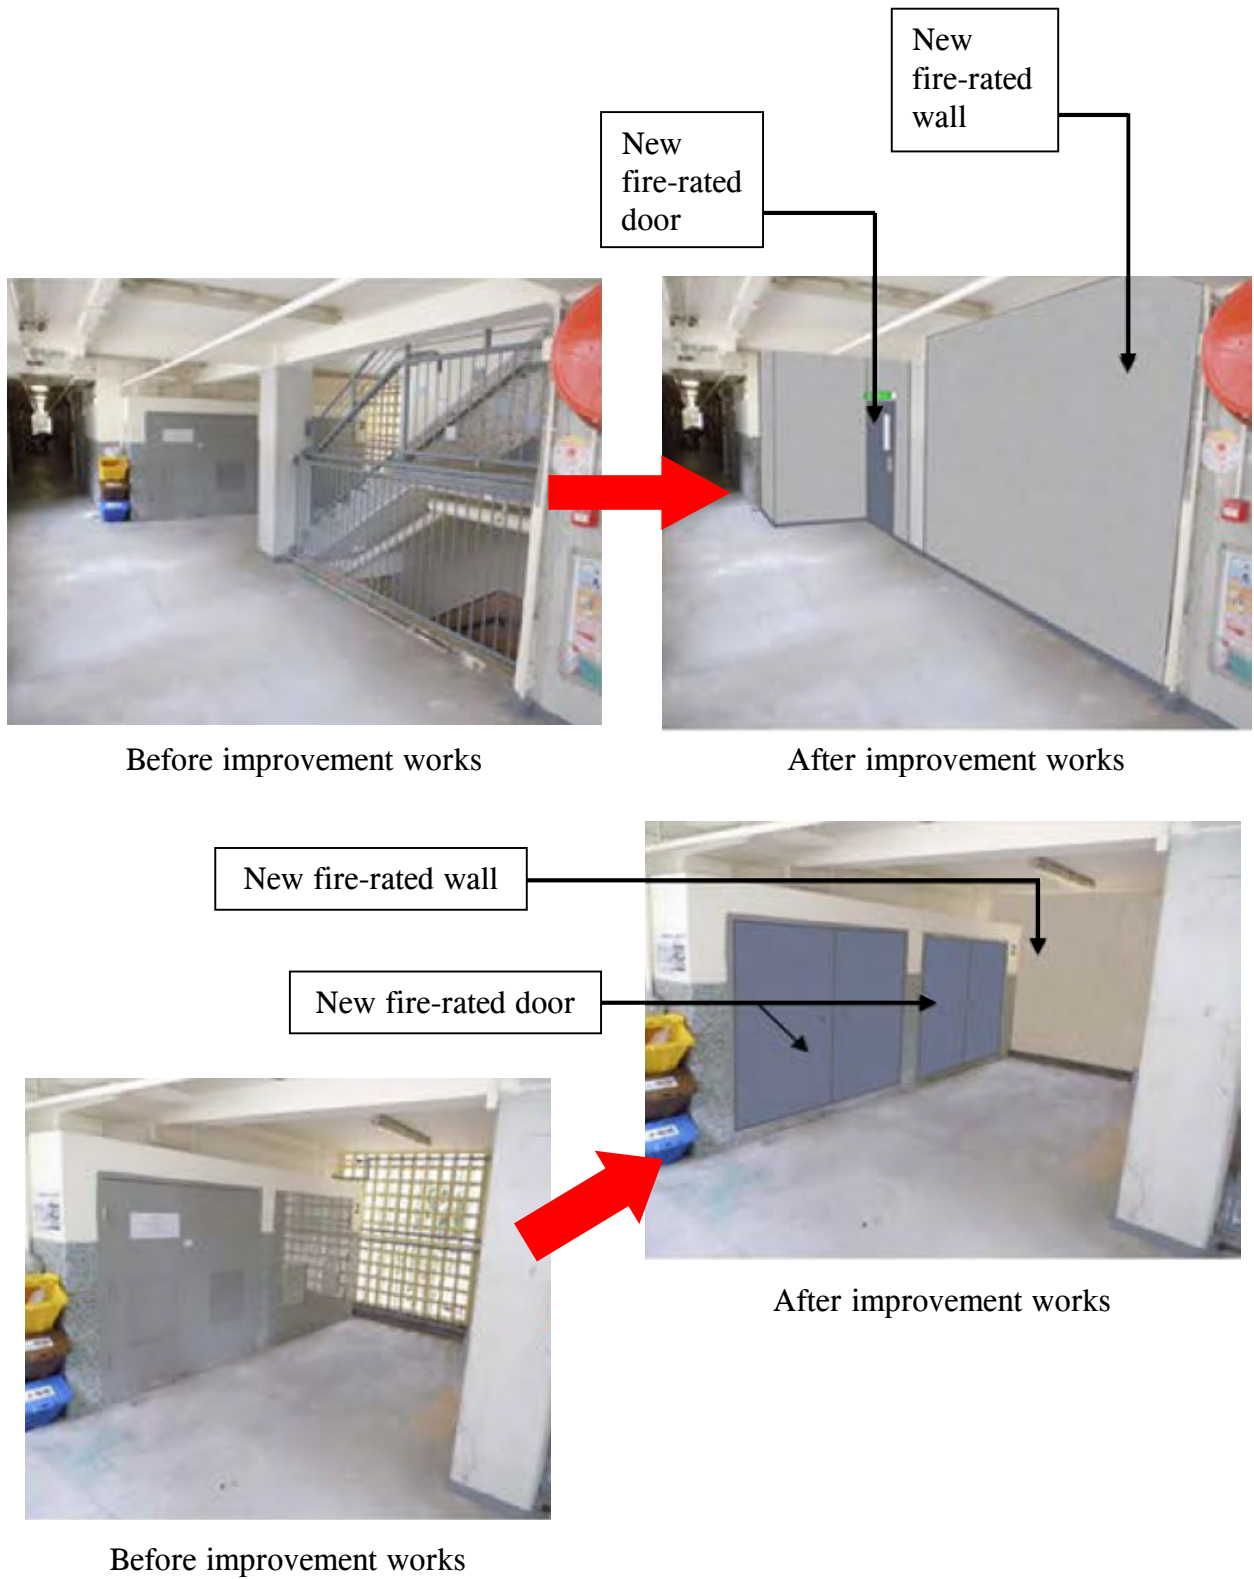 New
fire-rated
wall
New
fire-rated
door
Before improvement works
After improvement works
New fire-rated wall
New fire-rated door
2
After improvement works
Before improvement works